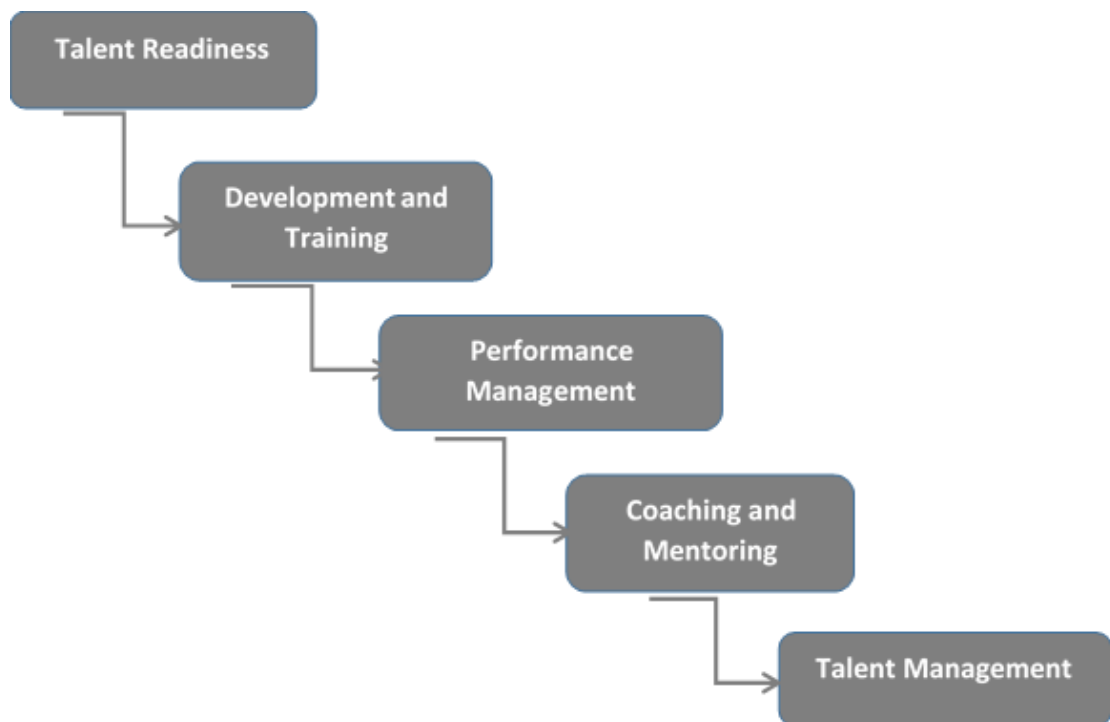 Talent Readiness
Development and
Training
Performance
Management
Coaching and
Mentoring
Talent Management